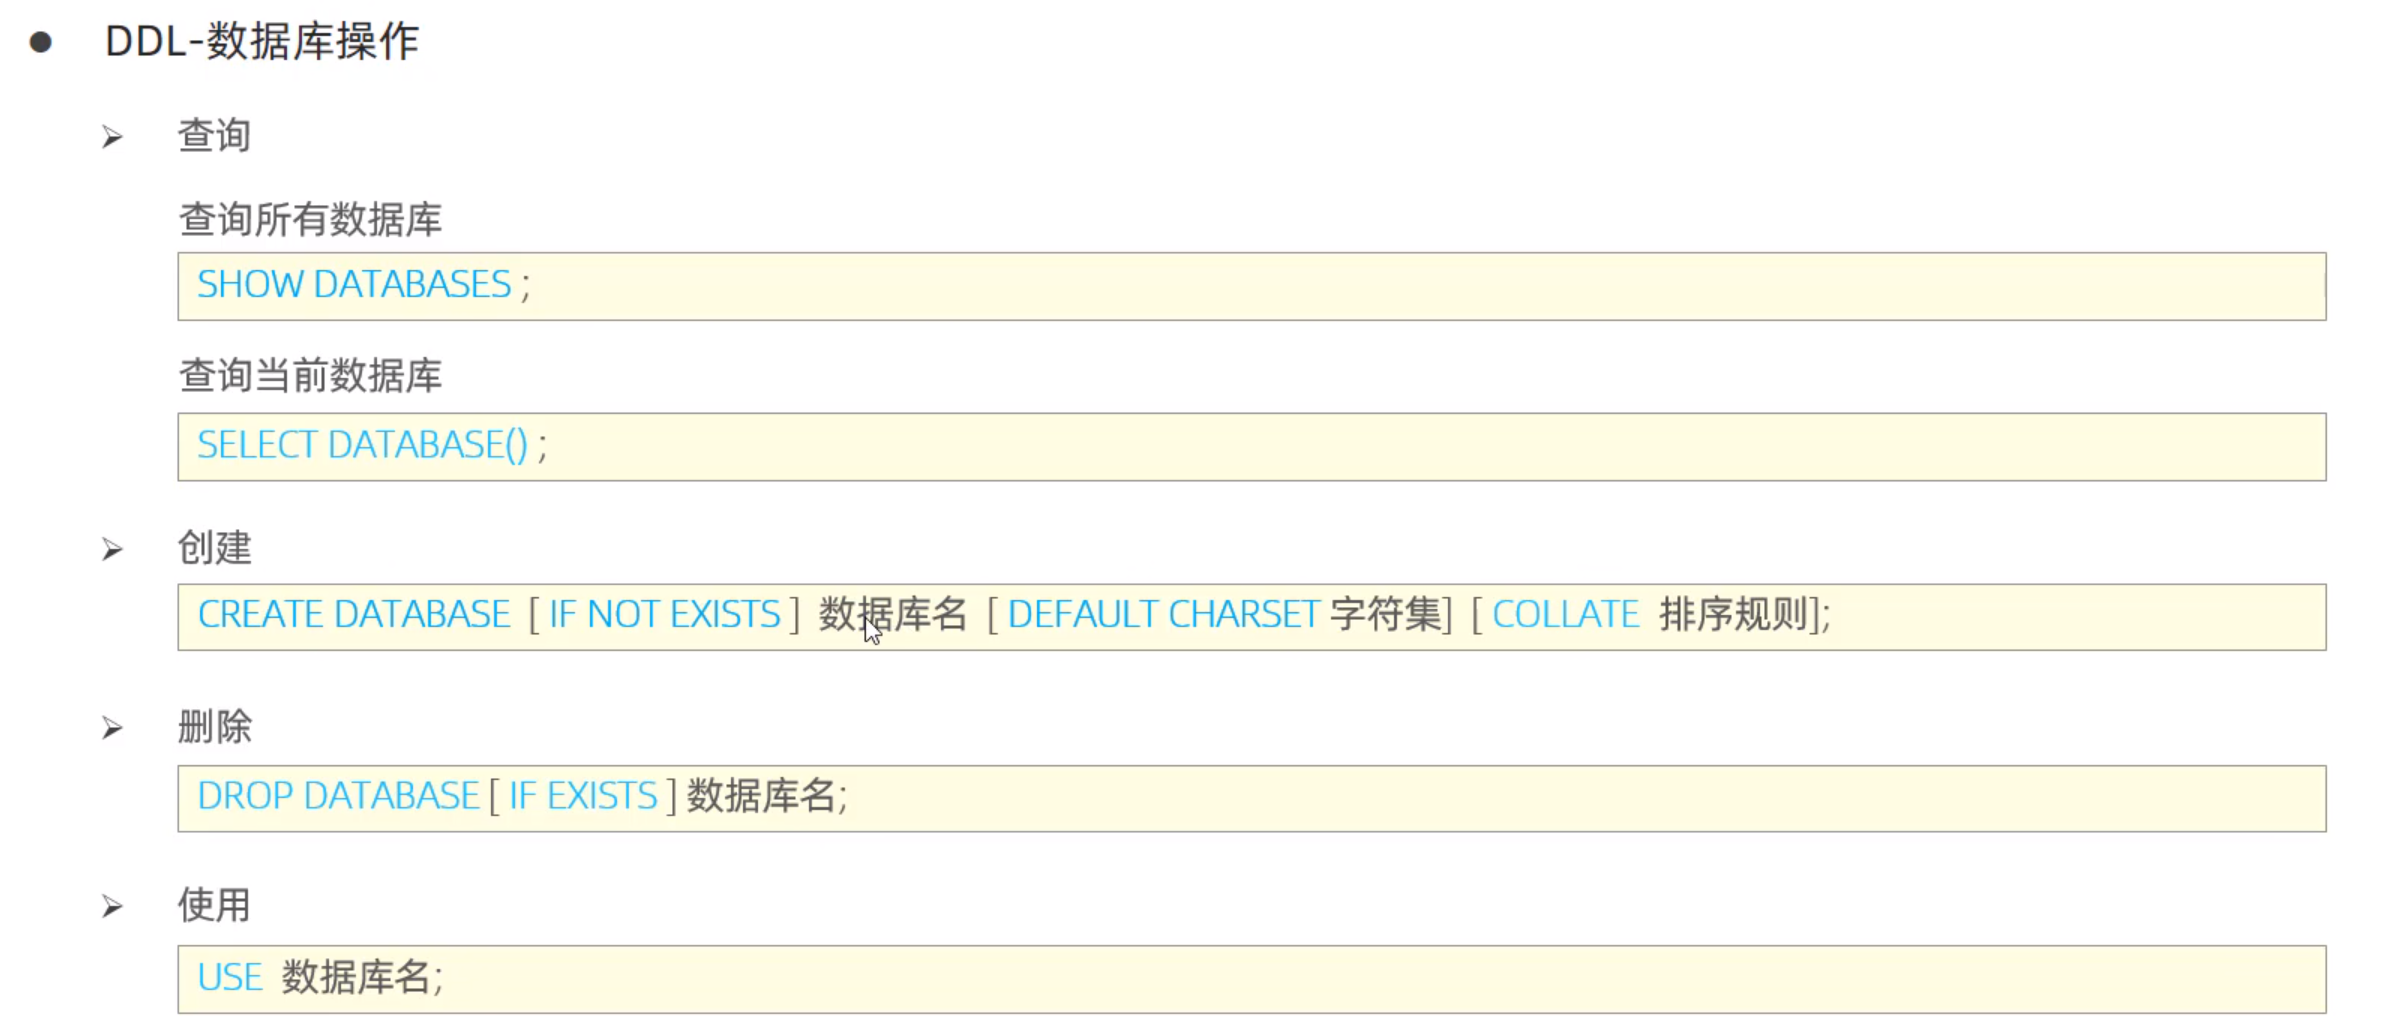 DDL-数据库操作
查询
查询所有数据库
SHOW DATABASES ;
查询当前数据库
SELECT DATABASE() ;
创建
CREATE DATABASE [ IF NOT EXISTS ] 数据库名 [ DEFAULT CHARSET 字符集] [ COLLATE 排序规则];
删除
DROP DATABASE [ IF EXISTS ] 数据库名;
使用
USE 数据库名;